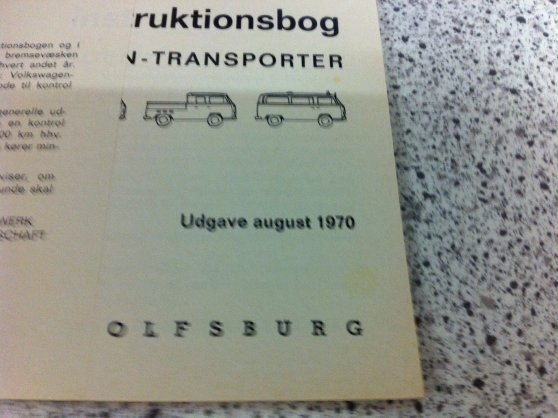 Instruktionsbog
N-TRANSPORTER
Udgave august 1970
OLFSBURG
tionsbogen og i
bremsevæsken
hvert andet år.
Volkswagen-
de til kontrol
generelle ud-
en kontrol
00 km hhv.
kører min-
viser, om
unde skal
WERK
SCHAFT